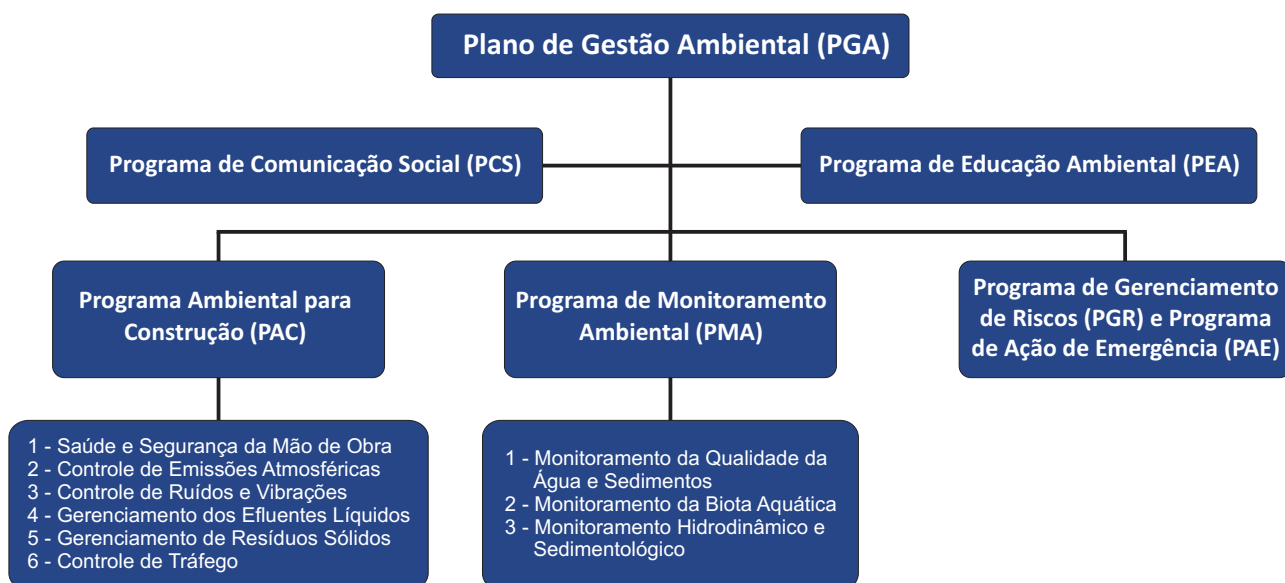 Plano de Gestão Ambiental (PGA)
Programa de Comunicação Social (PCS)
Programa de Educação Ambiental (PEA)
Programa Ambiental para
Construção (PAC)
Programa de Monitoramento
Ambiental (PMA)
Programa de Gerenciamento
de Riscos (PGR) e Programa
de Ação de Emergência (PAE)
1 - Saúde e Segurança da Mão de Obra
2 - Controle de Emissões Atmosféricas
3 - Controle de Ruídos e Vibrações
4 - Gerenciamento dos Efluentes Líquidos
5 - Gerenciamento de Resíduos Sólidos
6 - Controle de Tráfego
1 - Monitoramento da Qualidade da
Água e Sedimentos
2 - Monitoramento da Biota Aquática
3 - Monitoramento Hidrodinâmico e
Sedimentológico